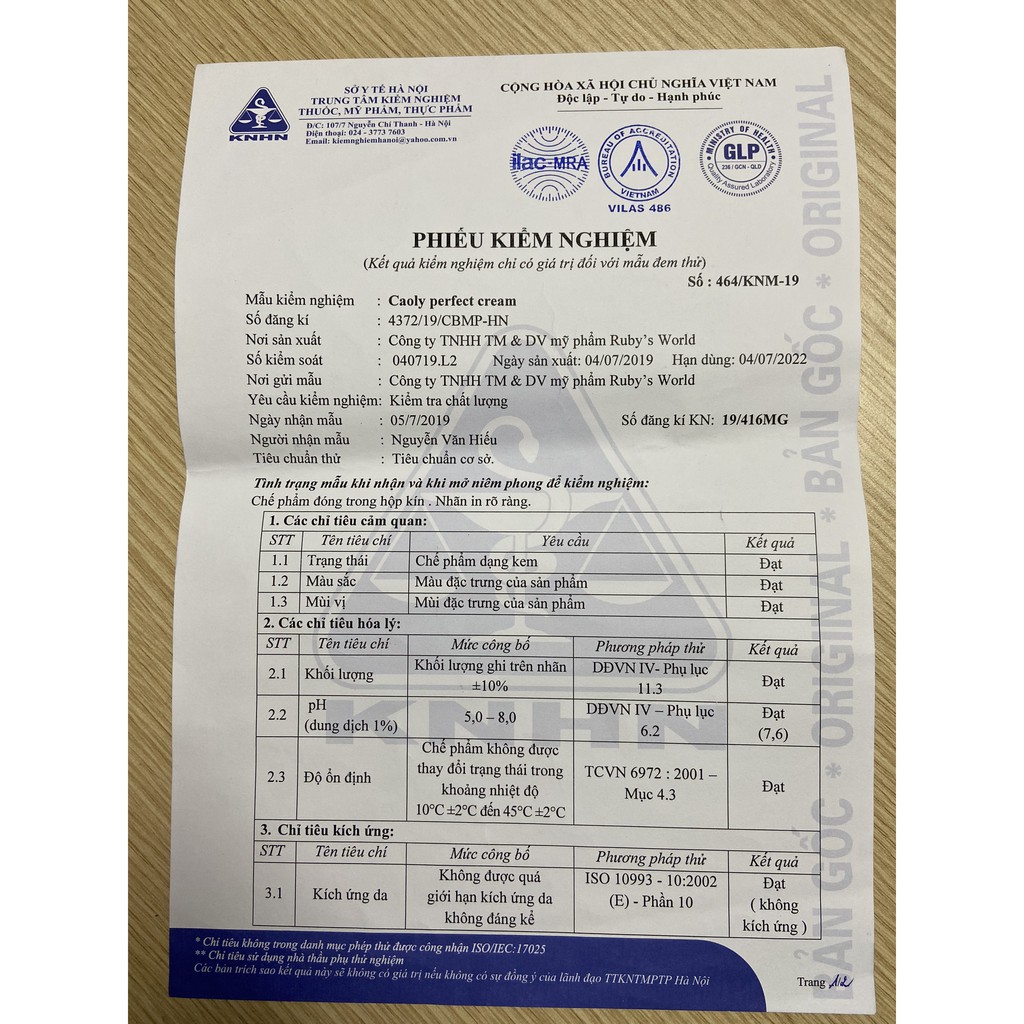 SỞ Y TẾ HÀ NỘI
TRUNG TÂM KIỂM NGHIỆM
THUỐC, MỸ PHẨM, THỰC PHẨM
Đ/C: 107/7 Nguyễn Chí Thanh - Hà Nội
Điện thoại: 024 - 3773 7603
Email: kiemnghiemhanoi@yahoo.com.vn
KNHN
CỘNG HÒA XÃ HỘI CHỦ NGHĨA VIỆT NAM
Độc lập - Tự do - Hạnh phúc
ilac-MRA
BUREAU OF ACCREDITATION
VIETNAM
VILAS 486
MINISTRY OF HEALTH
GLP
236 / GCN - QLD
Quality Assured Laboratory
PHIẾU KIỂM NGHIỆM
(Kết quả kiểm nghiệm chỉ có giá trị đối với mẫu đem thử)
Số : 464/KNM-19
Mẫu kiểm nghiệm : Caoly perfect cream
Số đăng kí : 4372/19/CBMP-HN
Nơi sản xuất : Công ty TNHH TM & DV mỹ phẩm Ruby's World
Số kiểm soát : 040719.L2 Ngày sản xuất: 04/07/2019 Hạn dùng: 04/07/2022
Nơi gửi mẫu : Công ty TNHH TM & DV mỹ phẩm Ruby's World
Yêu cầu kiểm nghiệm: Kiểm tra chất lượng
Ngày nhận mẫu : 05/7/2019 Số đăng kí KN: 19/416MG
Người nhận mẫu : Nguyễn Văn Hiếu
Tiêu chuẩn thử : Tiêu chuẩn cơ sở.
Tình trạng mẫu khi nhận và khi mở niêm phong để kiểm nghiệm:
Chế phẩm đóng trong hộp kín . Nhãn in rõ ràng.
1. Các chỉ tiêu cảm quan:
STT Tên tiêu chí Yêu cầu Kết quả
1.1 Trạng thái Chế phẩm dạng kem Đạt
1.2 Màu sắc Màu đặc trưng của sản phẩm Đạt
1.3 Mùi vị Mùi đặc trưng của sản phẩm Đạt
2. Các chỉ tiêu hóa lý:
STT Tên tiêu chí Mức công bố Phương pháp thử Kết quả
2.1 Khối lượng Khối lượng ghi trên nhãn ±10% DĐVN IV- Phụ lục 11.3 Đạt
2.2 pH (dung dịch 1%) 5,0 – 8,0 DĐVN IV – Phụ lục 6.2 Đạt (7,6)
2.3 Độ ổn định Chế phẩm không được thay đổi trạng thái trong khoảng nhiệt độ 10°C ±2°C đến 45°C ±2°C TCVN 6972 : 2001 – Mục 4.3 Đạt
3. Chỉ tiêu kích ứng:
STT Tên tiêu chí Mức công bố Phương pháp thử Kết quả
3.1 Kích ứng da Không được quá giới hạn kích ứng da không đáng kể ISO 10993 - 10:2002 (E) - Phần 10 Đạt ( không kích ứng )
* Chỉ tiêu không trong danh mục phép thử được công nhận ISO/IEC:17025
** Chỉ tiêu sử dụng nhà thầu phụ thử nghiệm
Các bản trích sao kết quả này sẽ không có giá trị nếu không có sự đồng ý của lãnh đạo TTKNTMPTP Hà Nội
Trang 1/2
KNHN
BẢN GỐC * ORIGINAL * BẢN GỐC * ORIGINAL